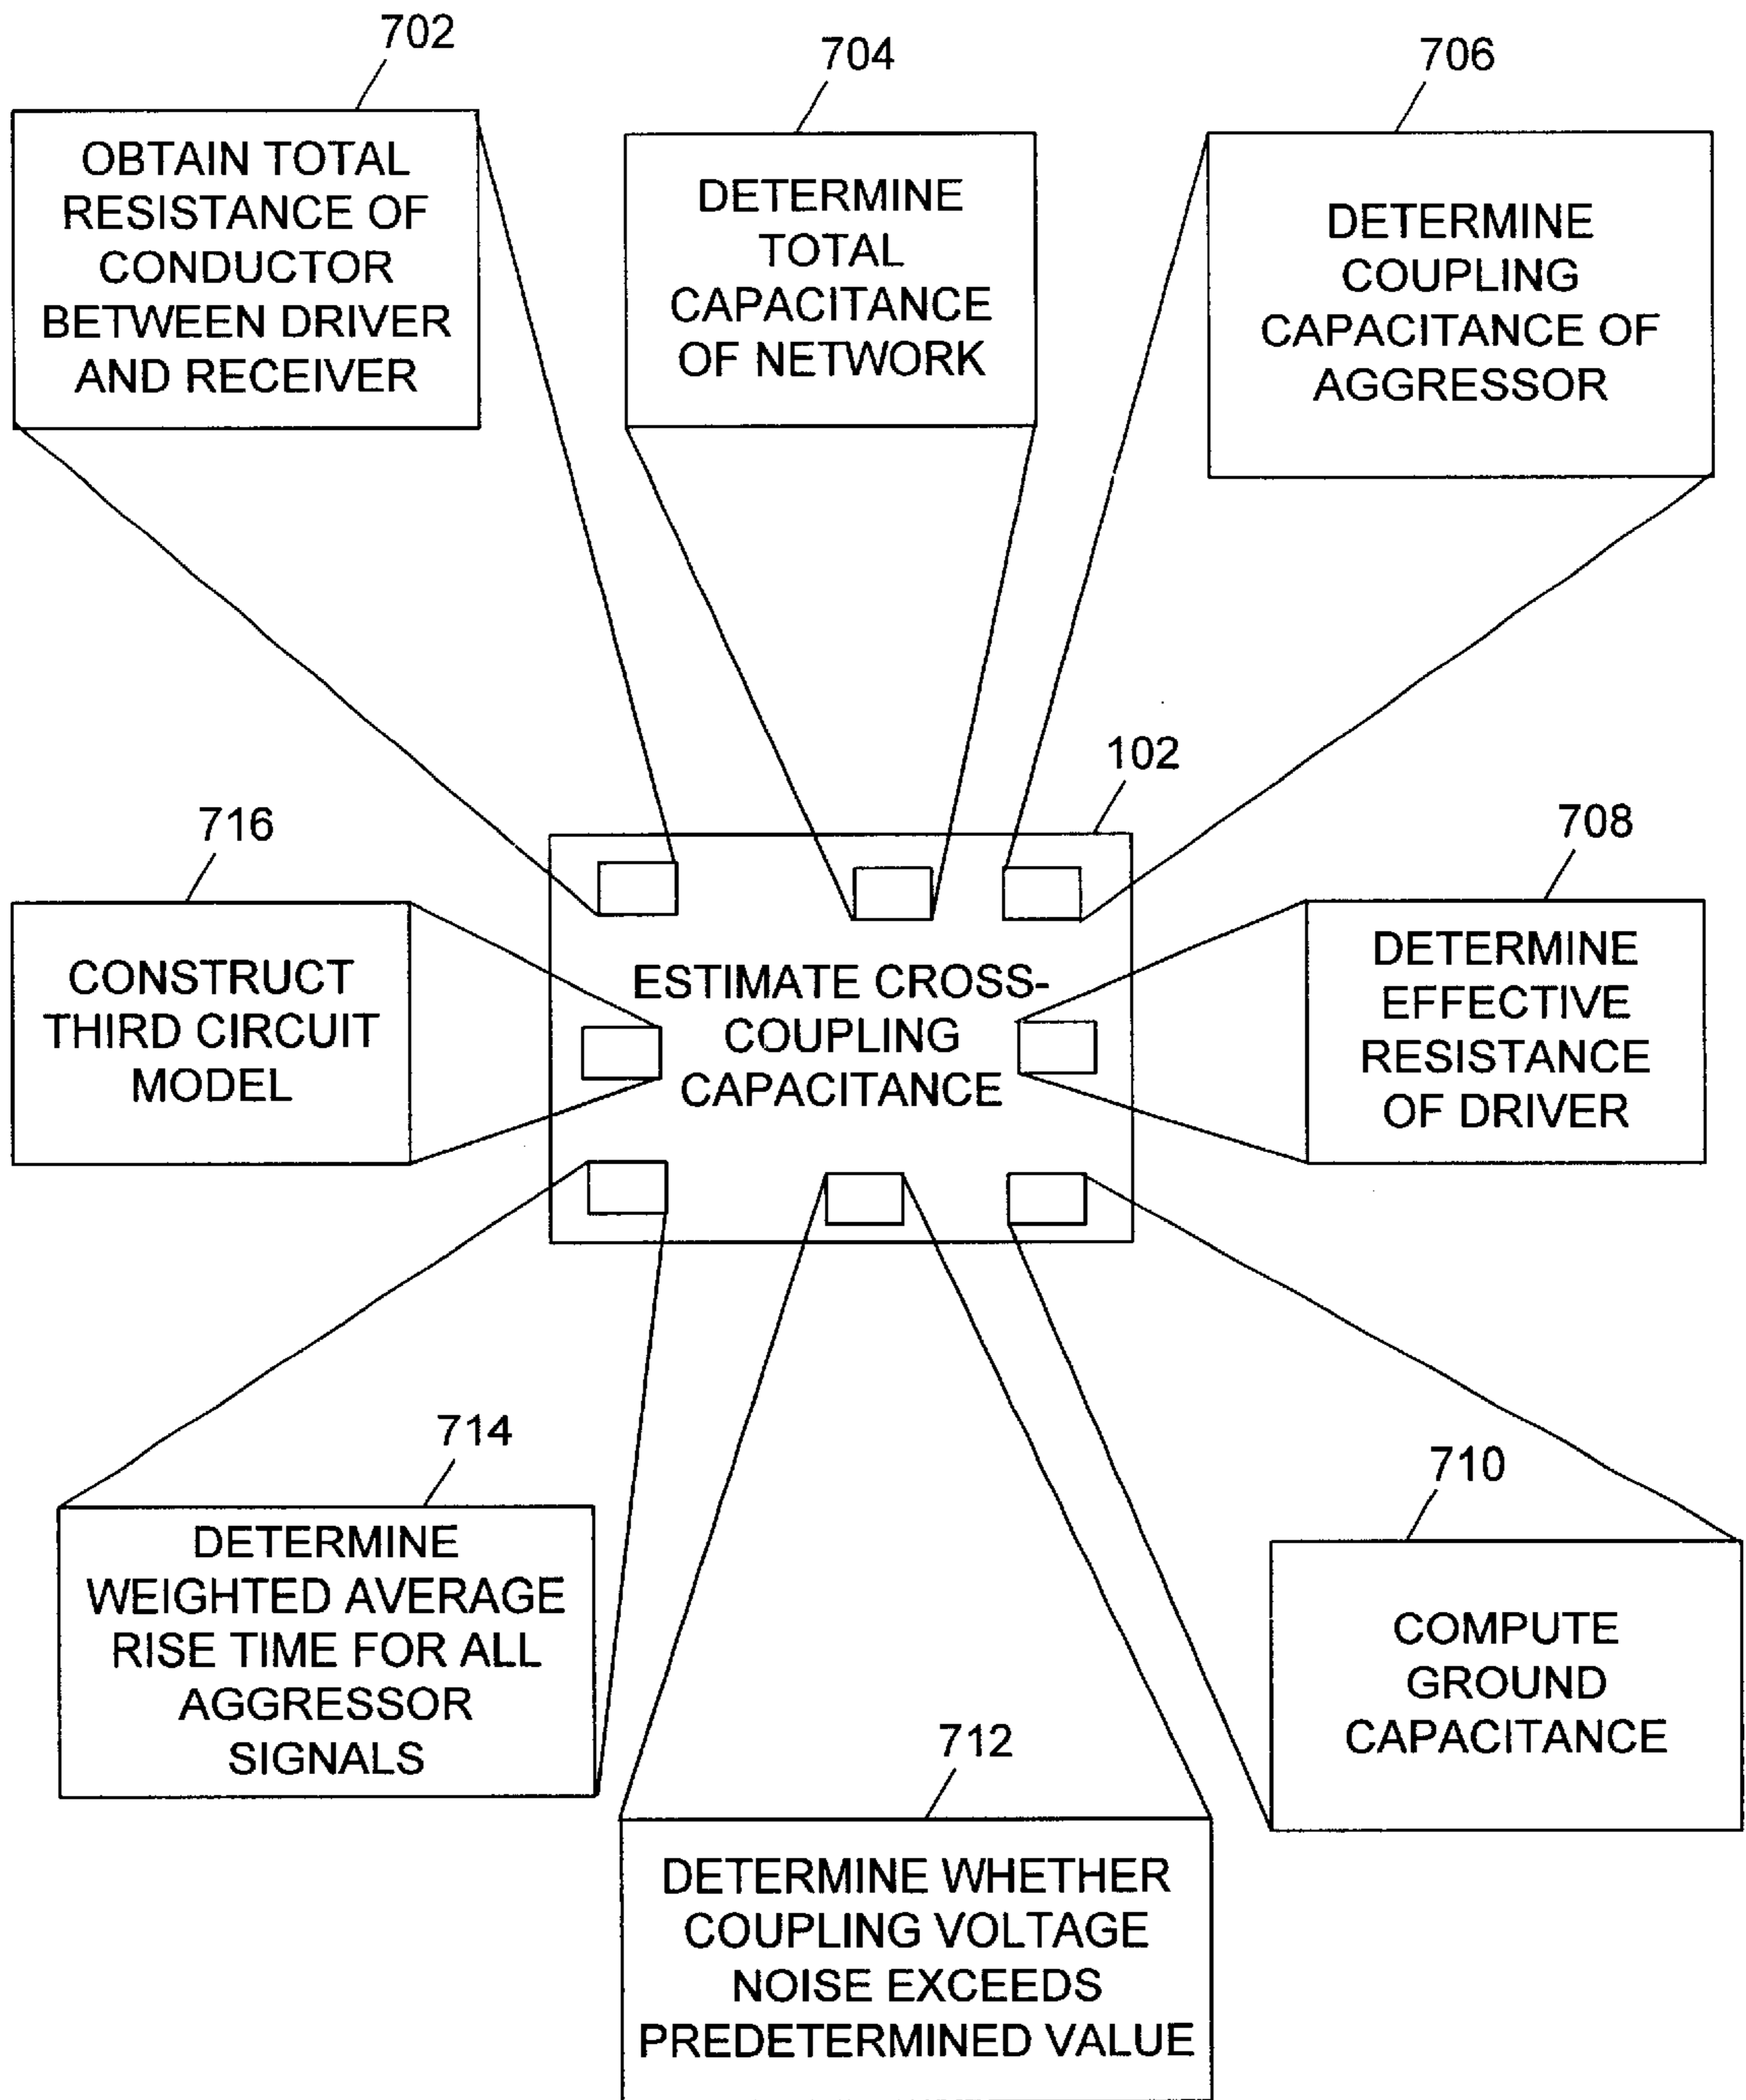 702
OBTAIN TOTAL
RESISTANCE OF
CONDUCTOR
BETWEEN DRIVER
AND RECEIVER
704
DETERMINE
TOTAL
CAPACITANCE
OF NETWORK
706
DETERMINE
COUPLING
CAPACITANCE OF
AGGRESSOR
102
ESTIMATE CROSS-
COUPLING
CAPACITANCE
716
CONSTRUCT
THIRD CIRCUIT
MODEL
708
DETERMINE
EFFECTIVE
RESISTANCE
OF DRIVER
714
DETERMINE
WEIGHTED AVERAGE
RISE TIME FOR ALL
AGGRESSOR
SIGNALS
712
DETERMINE WHETHER
COUPLING VOLTAGE
NOISE EXCEEDS
PREDETERMINED VALUE
710
COMPUTE
GROUND
CAPACITANCE